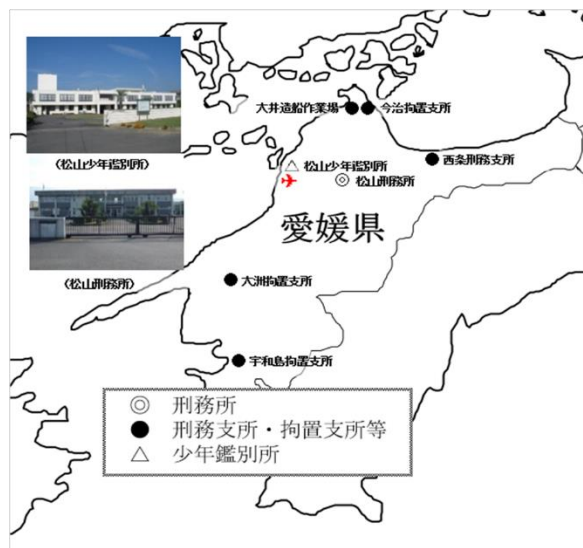 大井造船作業場
今治拘置支所
西条刑務支所
松山少年鑑別所
松山刑務所
〈松山少年鑑別所〉
愛媛県
〈松山刑務所〉
大洲拘置支所
宇和島拘置支所
◎ 刑務所
● 刑務支所・拘置支所等
△ 少年鑑別所